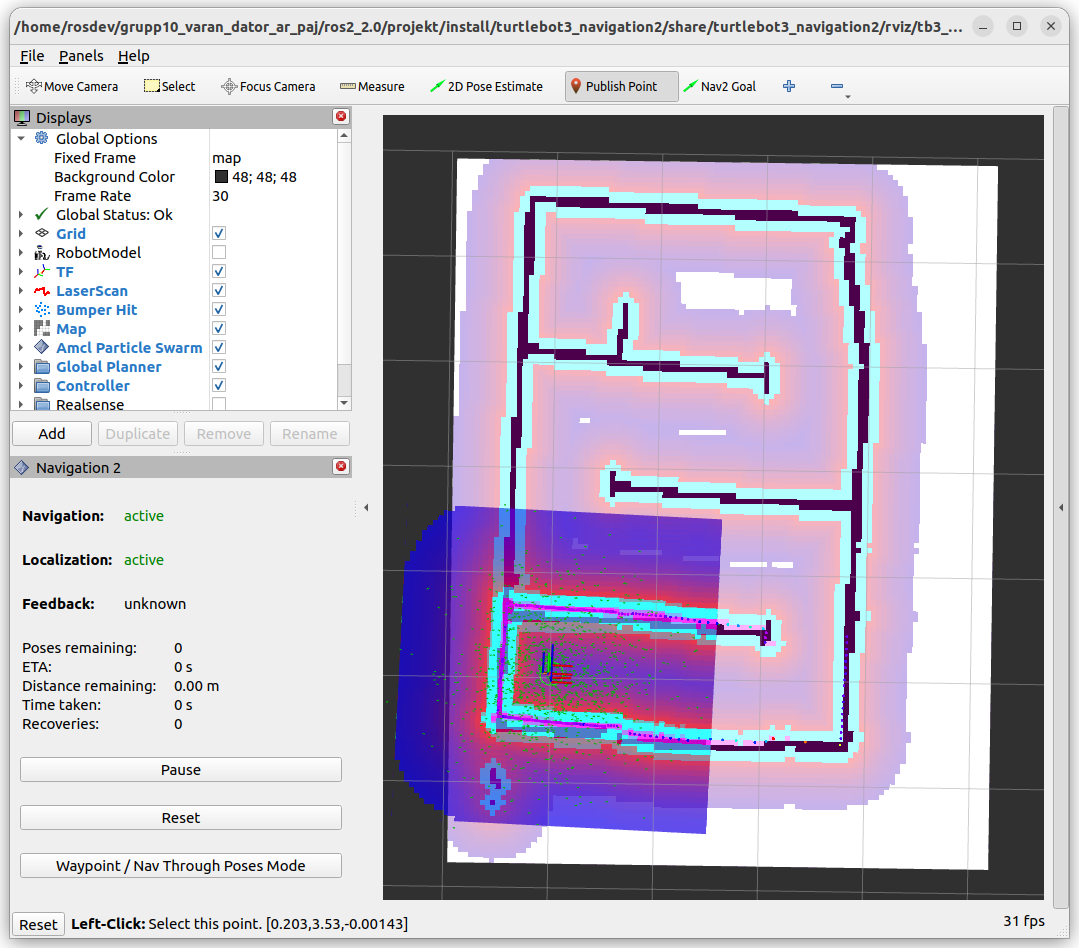 /home/rosdev/grupp10_varan_dator_ar_paj/ros2_2.0/projekt/install/turtlebot3_navigation2/share/turtlebot3_navigation2/rviz/tb3_...
File Panels Help
Move Camera Select Focus Camera Measure 2D Pose Estimate Publish Point Nav2 Goal
Displays
Global Options
Fixed Frame map
Background Color 48; 48; 48
Frame Rate 30
Global Status: Ok
Grid
RobotModel
TF
LaserScan
Bumper Hit
Map
Amcl Particle Swarm
Global Planner
Controller
Realsense
Add Duplicate Remove Rename
Navigation 2
Navigation: active
Localization: active
Feedback: unknown
Poses remaining: 0
ETA: 0 s
Distance remaining: 0.00 m
Time taken: 0 s
Recoveries: 0
Pause
Reset
Waypoint / Nav Through Poses Mode
Reset Left-Click: Select this point. [0.203,3.53,-0.00143] 31 fps